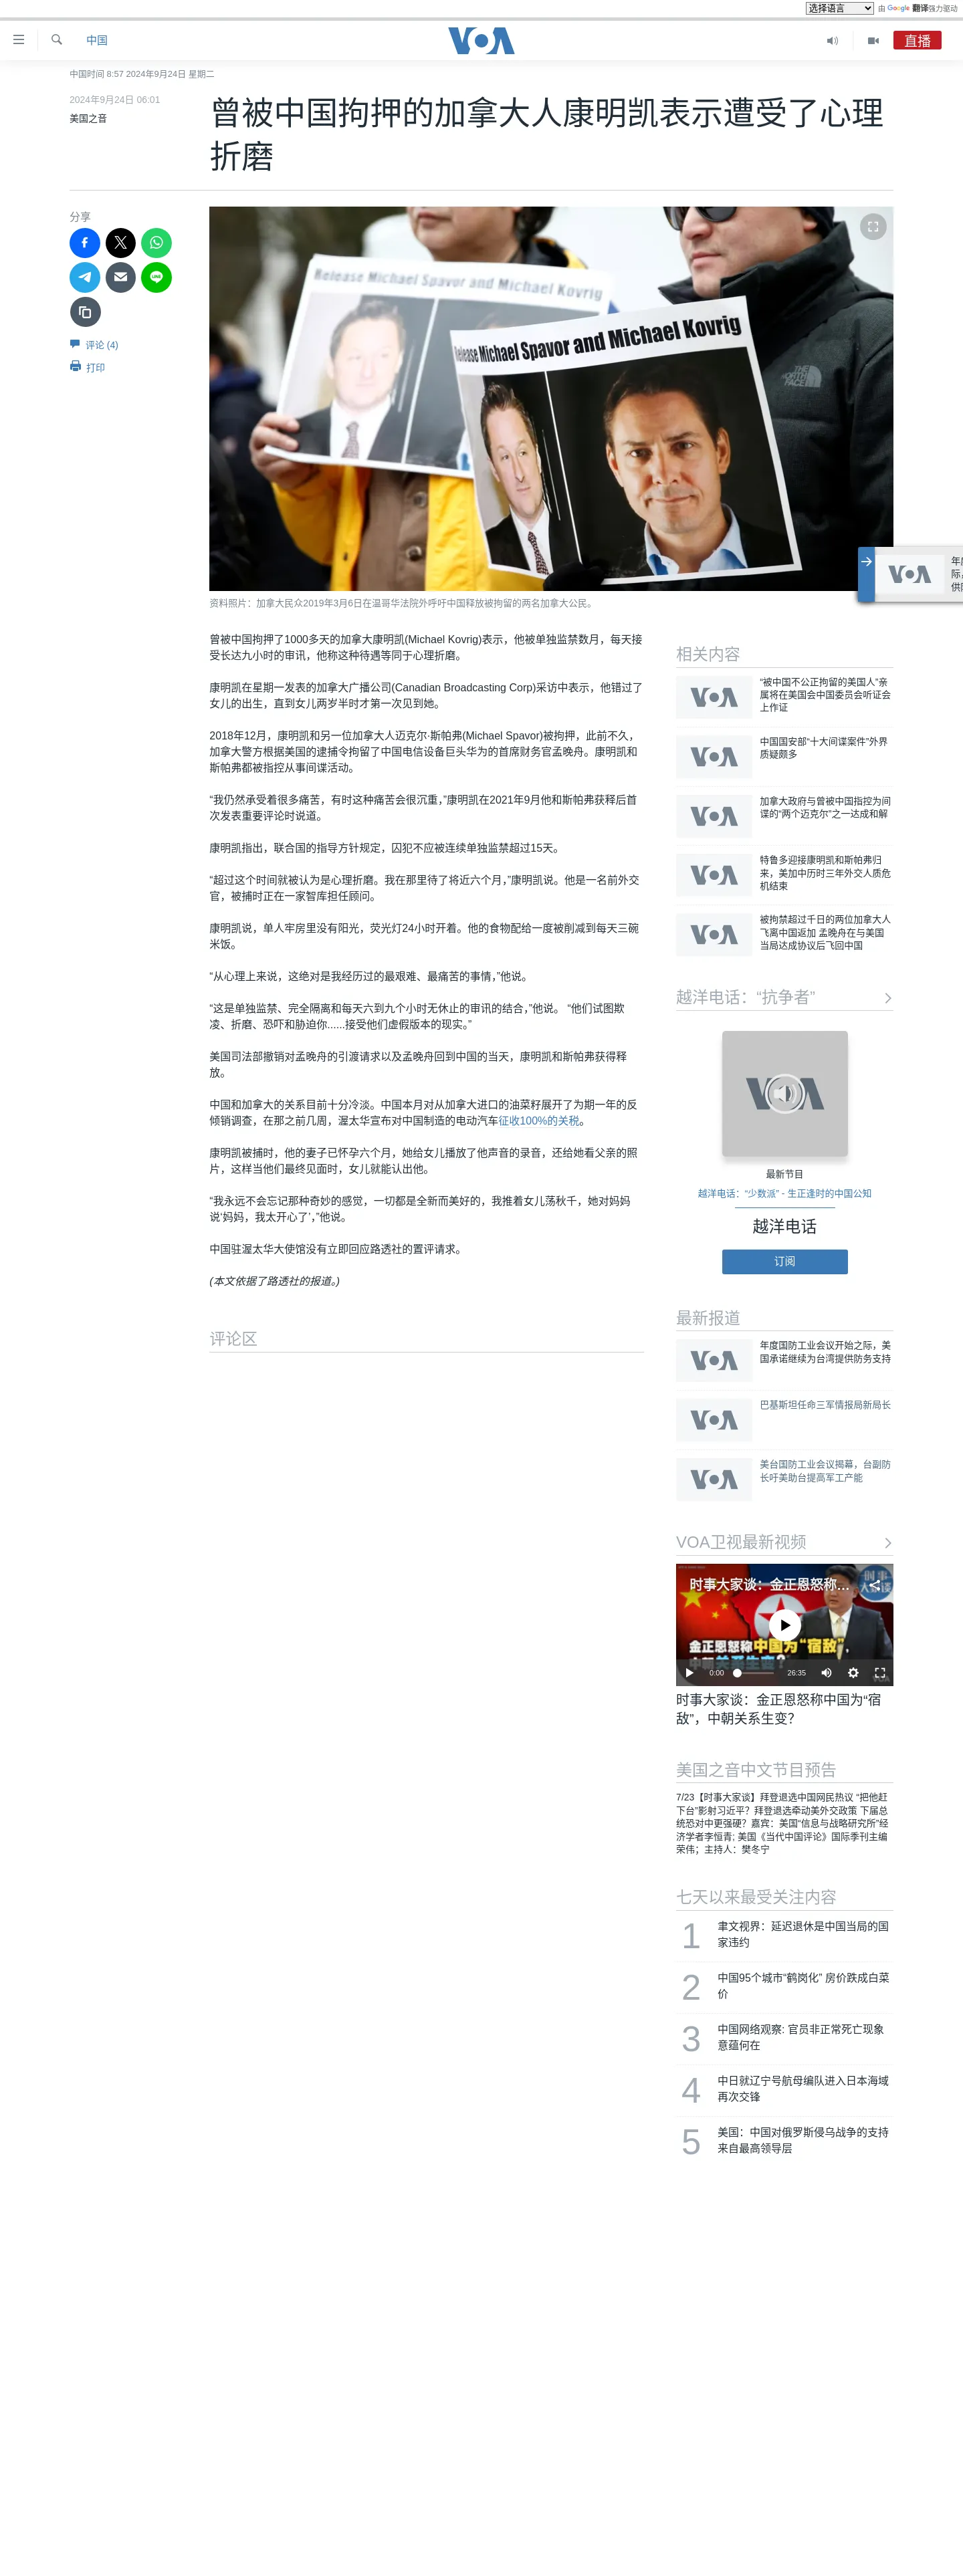 选择语言
由 Google 翻译强力驱动
中国
VOA
直播
中国时间 8:57 2024年9月24日 星期二
2024年9月24日 06:01
美国之音
曾被中国拘押的加拿大人康明凯表示遭受了心理
折磨
分享
评论 (4)
打印
Release Michael Spavor and Michael Kovrig
Release Michael Spavor and Michael Kovrig
THE NORTH FACE
资料照片：加拿大民众2019年3月6日在温哥华法院外呼吁中国释放被拘留的两名加拿大公民。
曾被中国拘押了1000多天的加拿大康明凯(Michael Kovrig)表示，他被单独监禁数月，每天接
受长达九小时的审讯，他称这种待遇等同于心理折磨。
康明凯在星期一发表的加拿大广播公司(Canadian Broadcasting Corp)采访中表示，他错过了
女儿的出生，直到女儿两岁半时才第一次见到她。
2018年12月，康明凯和另一位加拿大人迈克尔·斯帕弗(Michael Spavor)被拘押，此前不久，
加拿大警方根据美国的逮捕令拘留了中国电信设备巨头华为的首席财务官孟晚舟。康明凯和
斯帕弗都被指控从事间谍活动。
“我仍然承受着很多痛苦，有时这种痛苦会很沉重，”康明凯在2021年9月他和斯帕弗获释后首
次发表重要评论时说道。
康明凯指出，联合国的指导方针规定，囚犯不应被连续单独监禁超过15天。
“超过这个时间就被认为是心理折磨。我在那里待了将近六个月，”康明凯说。他是一名前外交
官，被捕时正在一家智库担任顾问。
康明凯说，单人牢房里没有阳光，荧光灯24小时开着。他的食物配给一度被削减到每天三碗
米饭。
“从心理上来说，这绝对是我经历过的最艰难、最痛苦的事情，”他说。
“这是单独监禁、完全隔离和每天六到九个小时无休止的审讯的结合，”他说。 “他们试图欺
凌、折磨、恐吓和胁迫你......接受他们虚假版本的现实。”
美国司法部撤销对孟晚舟的引渡请求以及孟晚舟回到中国的当天，康明凯和斯帕弗获得释
放。
中国和加拿大的关系目前十分冷淡。中国本月对从加拿大进口的油菜籽展开了为期一年的反
倾销调查，在那之前几周，渥太华宣布对中国制造的电动汽车征收100%的关税。
康明凯被捕时，他的妻子已怀孕六个月，她给女儿播放了他声音的录音，还给她看父亲的照
片，这样当他们最终见面时，女儿就能认出他。
“我永远不会忘记那种奇妙的感觉，一切都是全新而美好的，我推着女儿荡秋千，她对妈妈
说‘妈妈，我太开心了’，”他说。
中国驻渥太华大使馆没有立即回应路透社的置评请求。
(本文依据了路透社的报道。)
评论区
VOA
年
际，
供
相关内容
VOA
“被中国不公正拘留的美国人”亲
属将在美国会中国委员会听证会
上作证
VOA
中国国安部“十大间谍案件”外界
质疑颇多
VOA
加拿大政府与曾被中国指控为间
谍的“两个迈克尔”之一达成和解
VOA
特鲁多迎接康明凯和斯帕弗归
来，美加中历时三年外交人质危
机结束
VOA
被拘禁超过千日的两位加拿大人
飞离中国返加 孟晚舟在与美国
当局达成协议后飞回中国
越洋电话：“抗争者”
VOA
最新节目
越洋电话：“少数派” - 生正逢时的中国公知
越洋电话
订阅
最新报道
VOA
年度国防工业会议开始之际，美
国承诺继续为台湾提供防务支持
VOA
巴基斯坦任命三军情报局新局长
VOA
美台国防工业会议揭幕，台副防
长吁美助台提高军工产能
VOA卫视最新视频
时事大家谈：金正恩怒称...
时事
大家谈
金正恩怒称中国为“宿敌”，
中朝关系生变？
0:00
26:35
VOA
时事大家谈：金正恩怒称中国为“宿
敌”，中朝关系生变？
美国之音中文节目预告
7/23【时事大家谈】拜登退选中国网民热议 “把他赶
下台”影射习近平？拜登退选牵动美外交政策 下届总
统恐对中更强硬？嘉宾：美国“信息与战略研究所”经
济学者李恒青; 美国《当代中国评论》国际季刊主编
荣伟；主持人：樊冬宁
七天以来最受关注内容
1
聿文视界：延迟退休是中国当局的国
家违约
2
中国95个城市“鹤岗化” 房价跌成白菜
价
3
中国网络观察: 官员非正常死亡现象
意蕴何在
4
中日就辽宁号航母编队进入日本海域
再次交锋
5
美国：中国对俄罗斯侵乌战争的支持
来自最高领导层